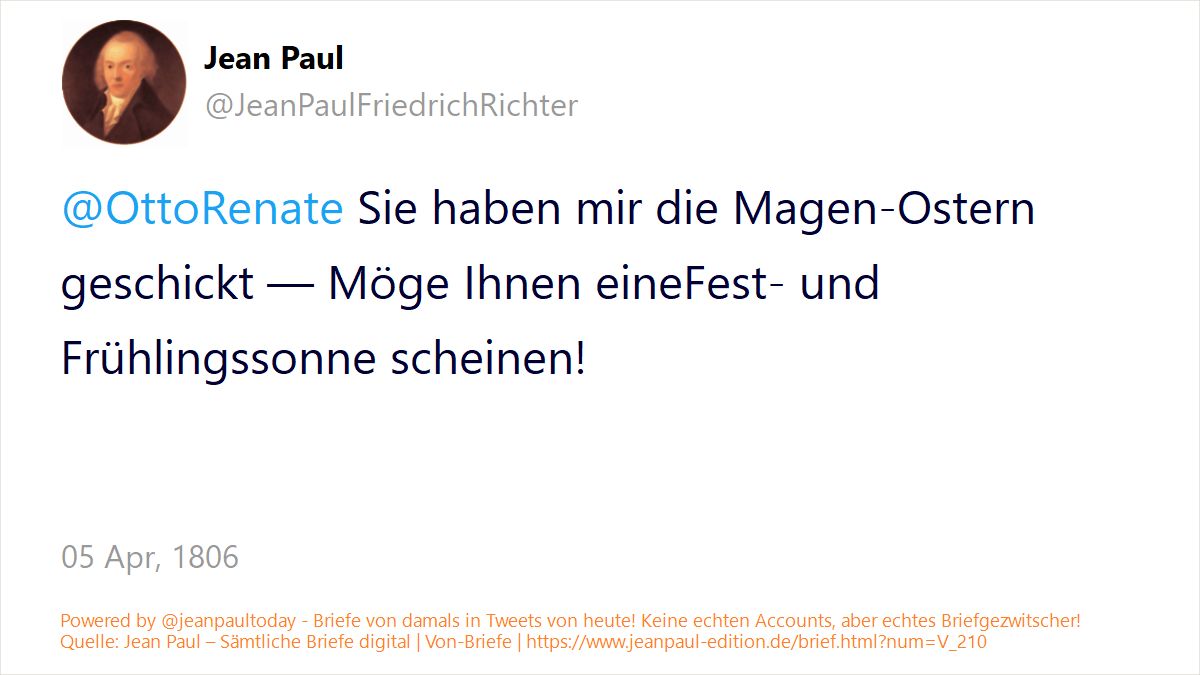 Jean Paul
@JeanPaulFriedrichRichter
@OttoRenate Sie haben mir die Magen-Ostern
geschickt — Möge Ihnen eineFest- und
Frühlingssonne scheinen!
05 Apr, 1806
Powered by @jeanpaultoday - Briefe von damals in Tweets von heute! Keine echten Accounts, aber echtes Briefgezwitscher!
Quelle: Jean Paul – Sämtliche Briefe digital | Von-Briefe | https://www.jeanpaul-edition.de/brief.html?num=V_210